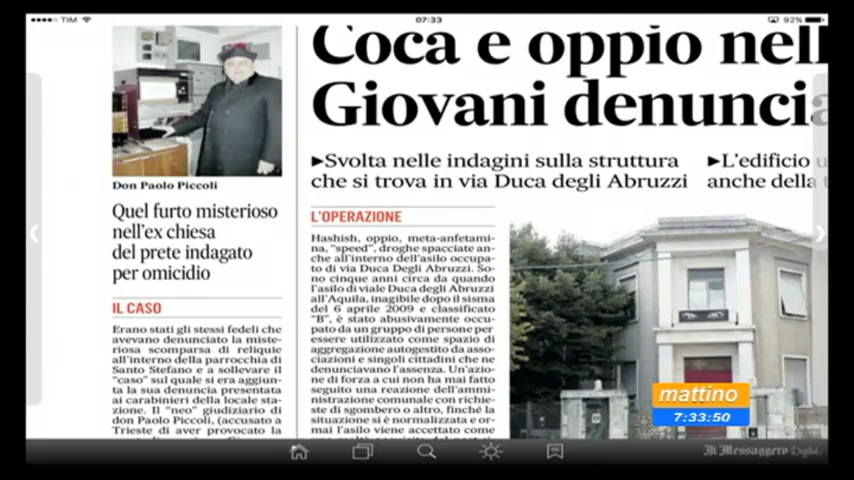 TIM
07:33
92%
Don Paolo Piccoli
Quel furto misterioso
nell'ex chiesa
del prete indagato
per omicidio
IL CASO
Erano stati gli stessi fedeli che
avevano denunciato la miste-
riosa scomparsa di reliquie
all'interno della parrocchia di
Santo Stefano e a sollevare il
"caso" sul quale si era aggiun-
ta la sua denuncia presentata
ai carabinieri della locale sta-
zione. Il "neo" giudiziario di
don Paolo Piccoli, (accusato a
Trieste di aver provocato la
Coca e oppio nell
Giovani denuncia
►Svolta nelle indagini sulla struttura
che si trova in via Duca degli Abruzzi
►L'edificio
anche della
L'OPERAZIONE
Hashish, oppio, meta-anfetami-
na, "speed", droghe spacciate an-
che all'interno dell'asilo occupa-
to di via Duca Degli Abruzzi. So-
no cinque anni circa da quando
l'asilo di viale Duca degli Abruzzi
all'Aquila, inagibile dopo il sisma
del 6 aprile 2009 e classificato
"B", è stato abusivamente occu-
pato da un gruppo di persone per
essere utilizzato come spazio di
aggregazione autogestito da asso-
ciazioni e singoli cittadini che ne
denunciavano l'assenza. Un'azio-
ne di forza a cui non ha mai fatto
seguito una reazione dell'ammi-
nistrazione comunale con richie-
ste di sgombero o altro, finché la
situazione si è normalizzata e or-
mai l'asilo viene accettato come
mattino
7:33:50
Il Messaggero Digital